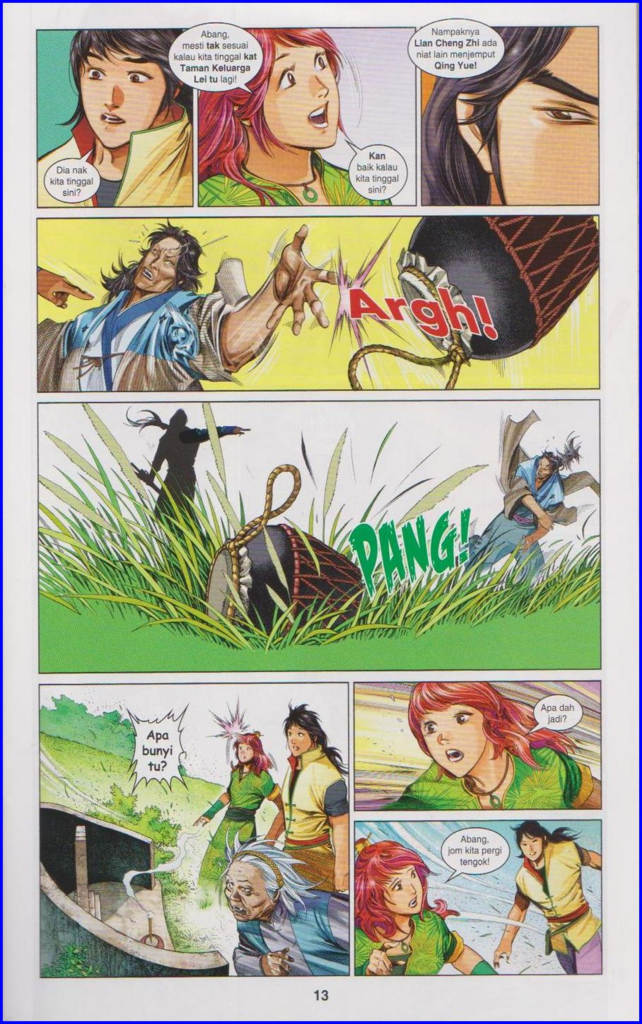 Dia nak
kita tinggal
sini?
Abang,
mesti tak sesuai
kalau kita tinggal kat
Taman Keluarga
Lei tu lagi!
Kan
baik kalau
kita tinggal
sini?
Nampaknya
Lian Cheng Zhi ada
niat lain menjemput
Qing Yue!
Argh!
PANG!
Apa
bunyi
tu?
Apa dah
jadi?
Abang,
jom kita pergi
tengok!
13